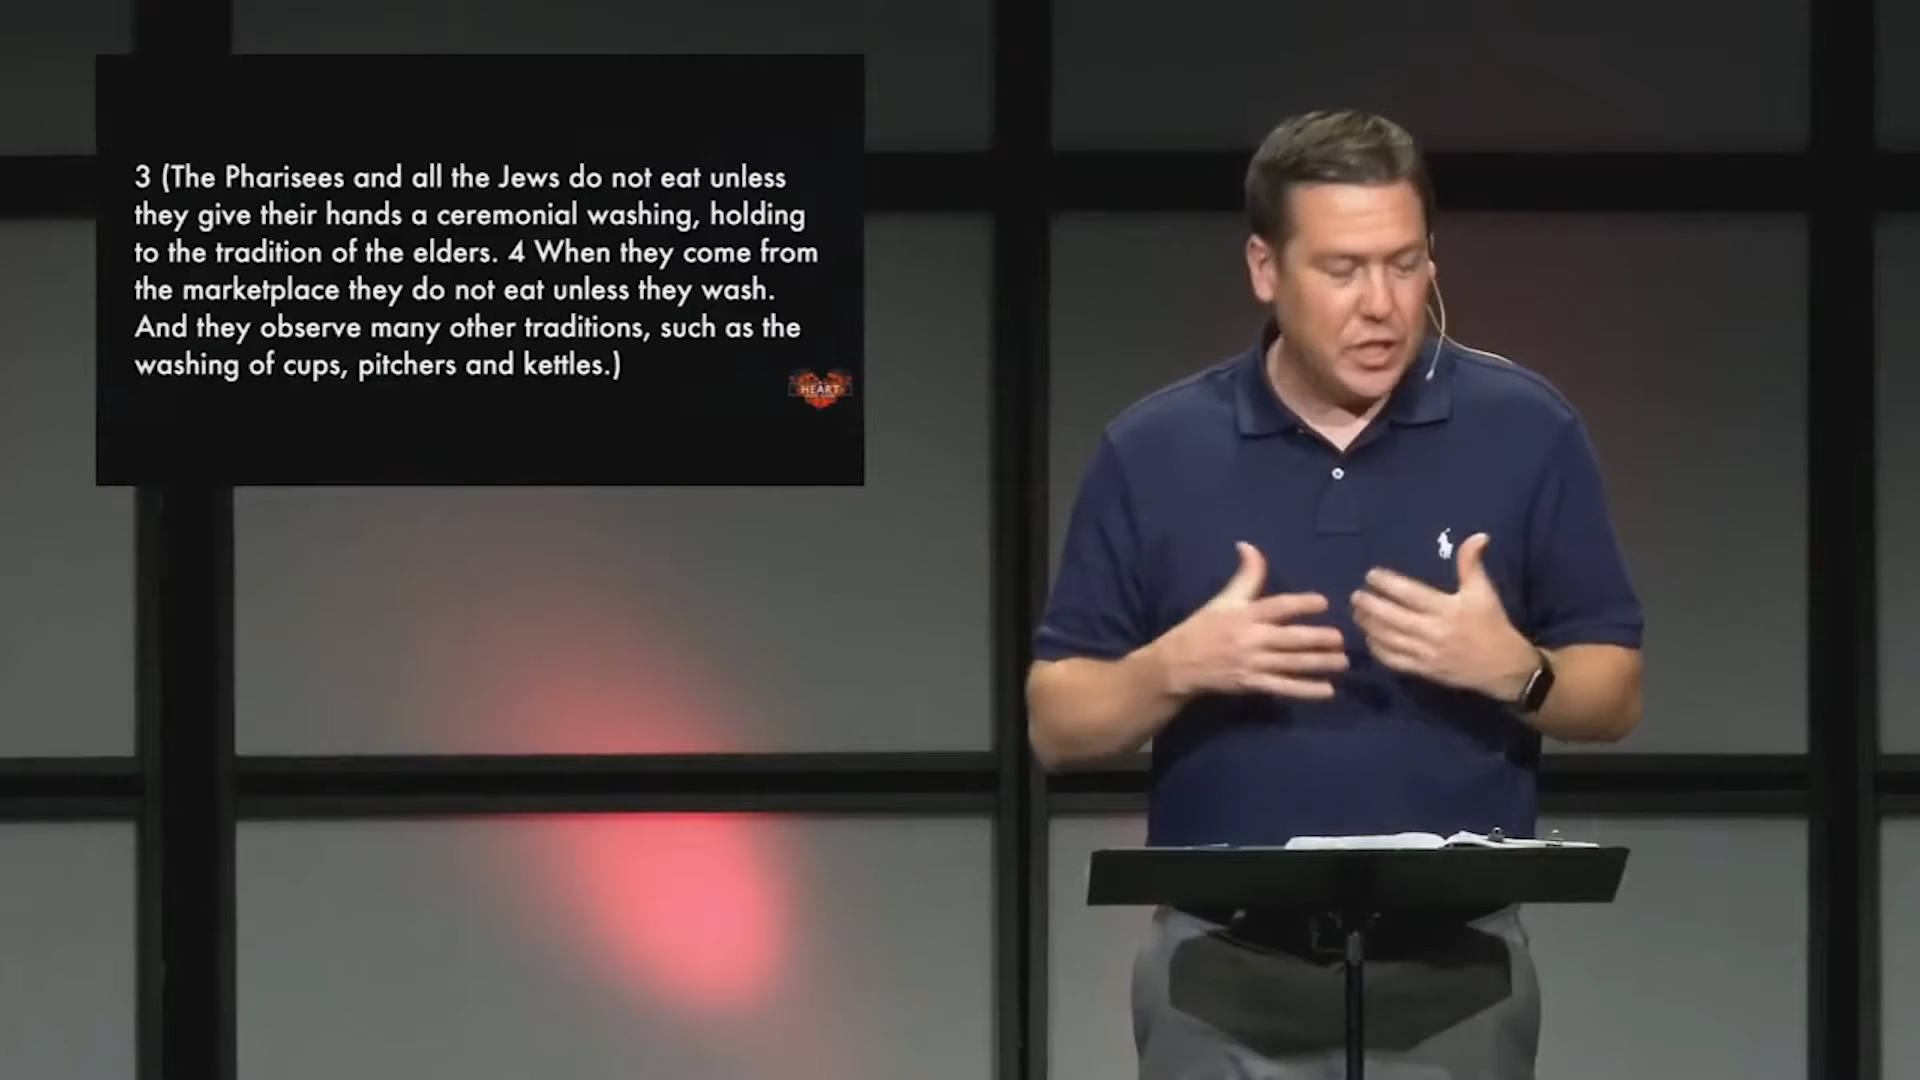 3 (The Pharisees and all the Jews do not eat unless
they give their hands a ceremonial washing, holding
to the tradition of the elders. 4 When they come from
the marketplace they do not eat unless they wash.
And they observe many other traditions, such as the
washing of cups, pitchers and kettles.)
HEART